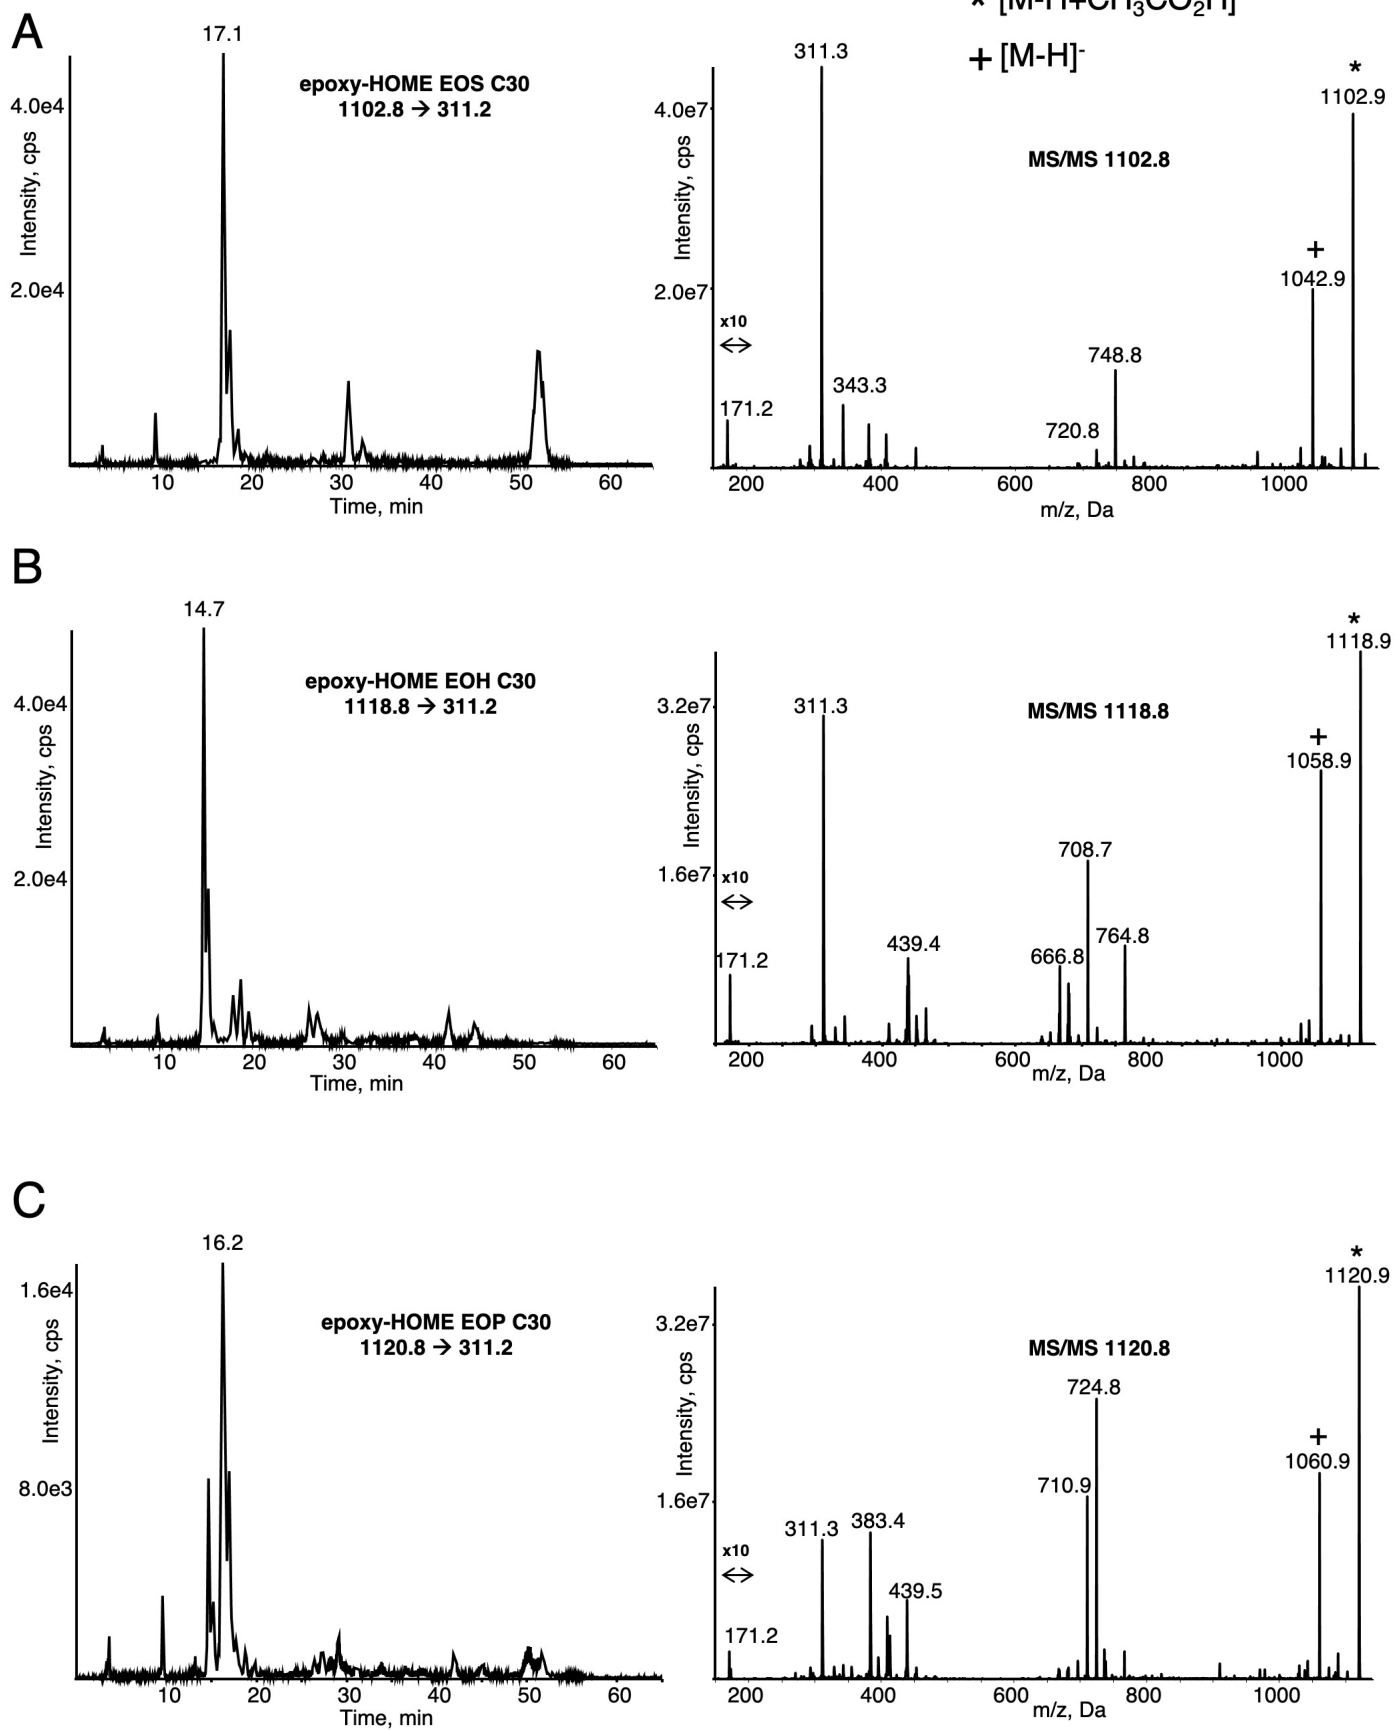 * [M-H+CH₃CO₂H]
+ [M-H]⁻
A
17.1
epoxy-HOME EOS C30
1102.8 → 311.2
4.0e4
2.0e4
Intensity, cps
10 20 30 40 50 60
Time, min
311.3
*
1102.9
4.0e7
MS/MS 1102.8
Intensity, cps
+
1042.9
2.0e7
x10
748.8
343.3
171.2
720.8
200 400 600 800 1000
m/z, Da
B
14.7
epoxy-HOME EOH C30
1118.8 → 311.2
4.0e4
2.0e4
Intensity, cps
10 20 30 40 50 60
Time, min
*
1118.9
3.2e7
311.3
MS/MS 1118.8
+
1058.9
Intensity, cps
708.7
1.6e7
x10
439.4
764.8
666.8
171.2
200 400 600 800 1000
m/z, Da
C
16.2
1.6e4
epoxy-HOME EOP C30
1120.8 → 311.2
Intensity, cps
8.0e3
10 20 30 40 50 60
Time, min
*
1120.9
3.2e7
MS/MS 1120.8
724.8
Intensity, cps
+
1060.9
710.9
1.6e7
311.3
383.4
x10
439.5
171.2
200 400 600 800 1000
m/z, Da